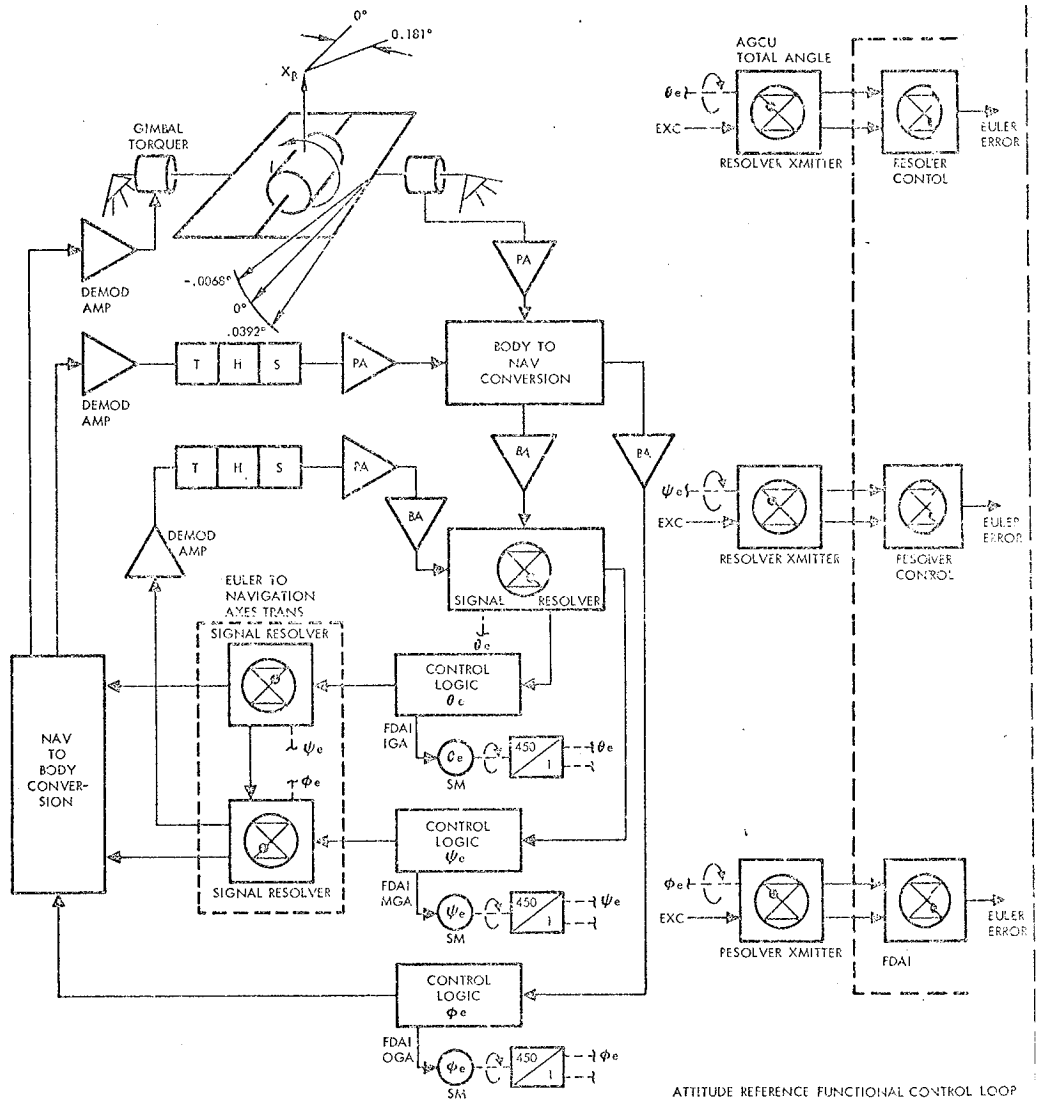 0°
0.181°
X_B
GIMBAL
TORQUER
DEMOD
AMP
-.0068°
0°
.0392°
PA
DEMOD
AMP
T H S
PA
BODY TO
NAV
CONVERSION
BA
BA
T H S
PA
BA
DEMOD
AMP
SIGNAL RESOLVER
θe
EULER TO
NAVIGATION
AXES TRANS
SIGNAL RESOLVER
ψe
ϕe
SIGNAL RESOLVER
NAV
TO
BODY
CONVER-
SION
CONTROL
LOGIC
θe
FDAI
IGA
θe
SM
450
1
θe
CONTROL
LOGIC
ψe
FDAI
MGA
ψe
SM
450
1
ψe
CONTROL
LOGIC
ϕe
FDAI
OGA
ϕe
SM
450
1
ϕe
AGCU
TOTAL ANGLE
θe
EXC
RESOLVER XMITTER
RESOLER
CONTOL
EULER
ERROR
ψe
EXC
RESOLVER XMITTER
RESOLVER
CONTROL
EULER
ERROR
ϕe
EXC
RESOLVER XMITTER
FDAI
EULER
ERROR
ATTITUDE REFERENCE FUNCTIONAL CONTROL LOOP